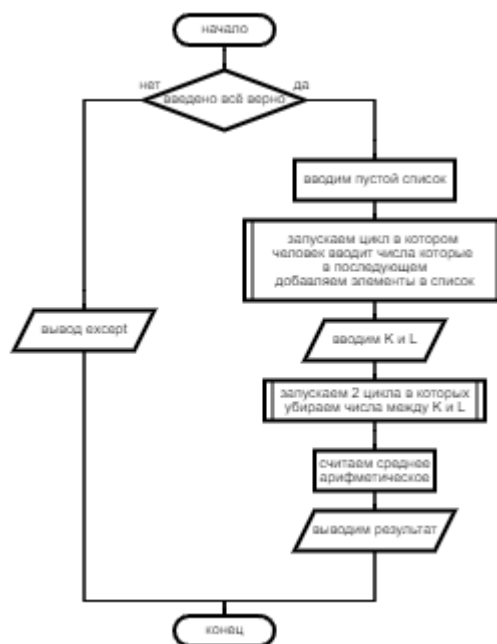 начало
нет
да
введено всё верно
вводим пустой список
запускаем цикл в котором
человек вводит числа которые
в последующем
добавляем элементы в список
вывод except
вводим К и L
запускаем 2 цикла в которых
убираем числа между К и L
считаем среднее
арифметическое
выводим результат
конец